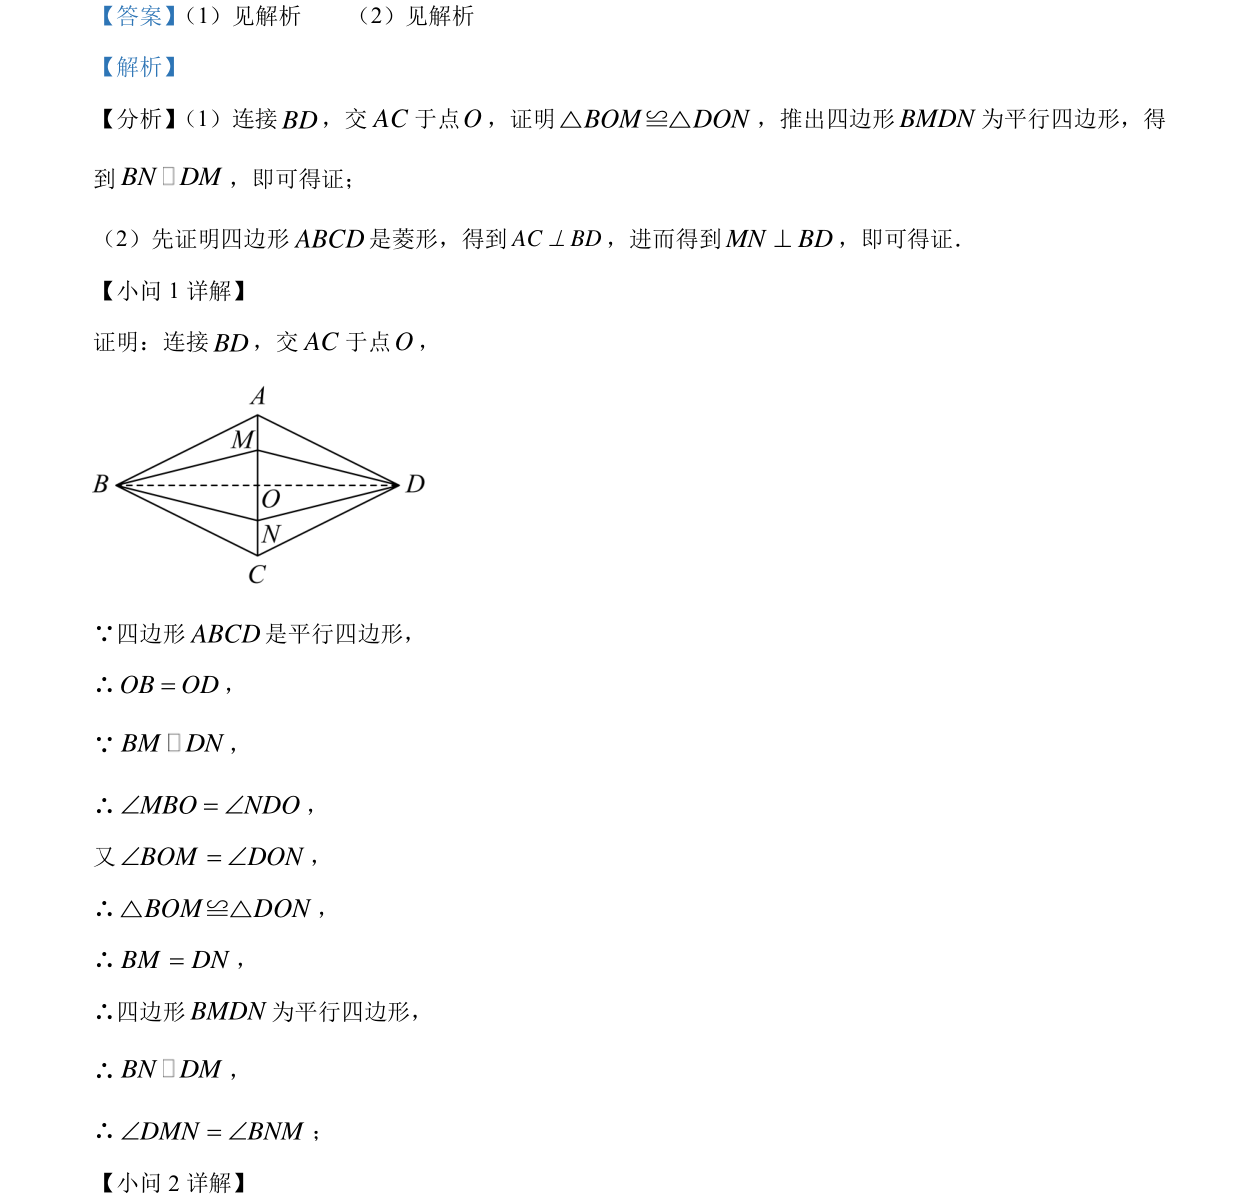 【答案】（1）见解析 （2）见解析
【解析】
【分析】（1）连接BD，交AC于点O，证明△BOM≌△DON，推出四边形BMDN为平行四边形，得
到BN□DM，即可得证；
（2）先证明四边形ABCD是菱形，得到AC⊥BD，进而得到MN⊥BD，即可得证．
【小问1详解】
证明：连接BD，交AC于点O，
A
M
B
D
O
N
C
∵四边形ABCD是平行四边形，
∴OB=OD，
∵BM□DN，
∴∠MBO=∠NDO，
又∠BOM=∠DON，
∴△BOM≌△DON，
∴BM=DN，
∴四边形BMDN为平行四边形，
∴BN□DM，
∴∠DMN=∠BNM；
【小问2详解】